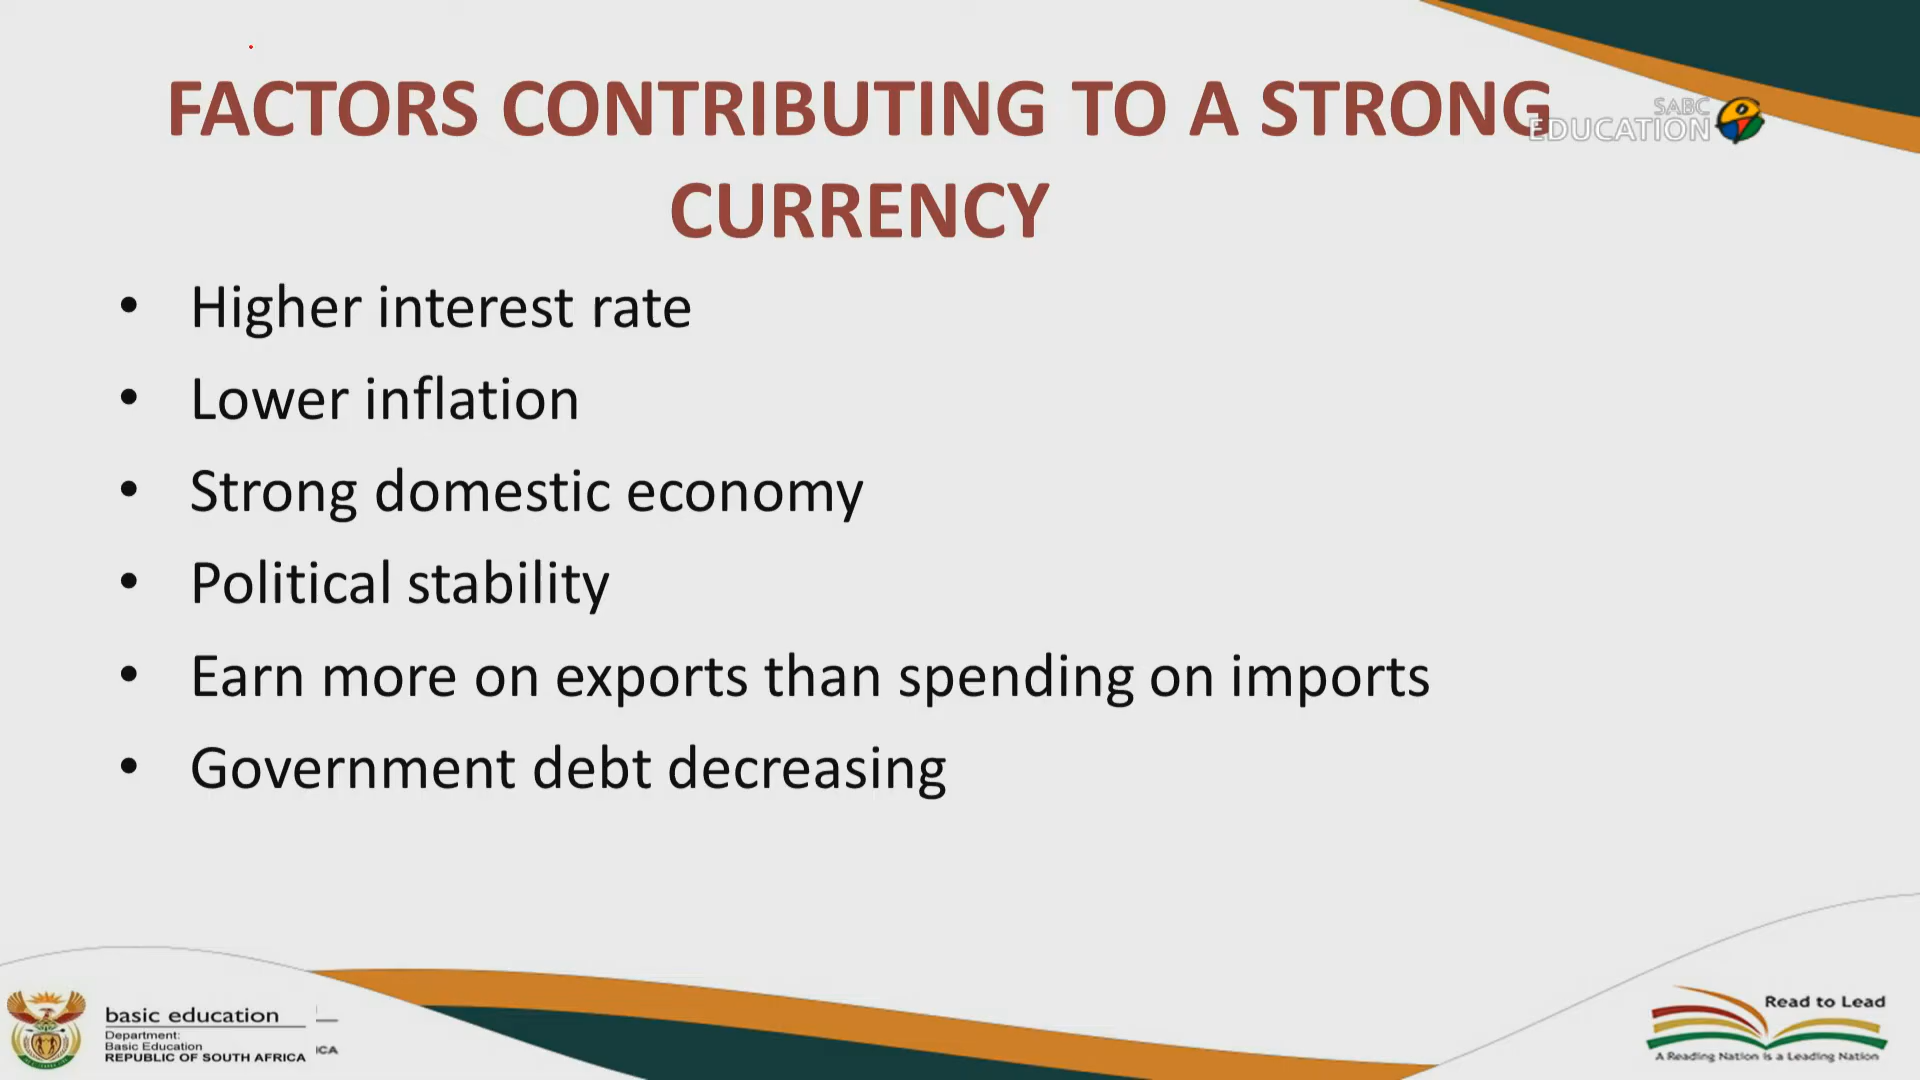 FACTORS CONTRIBUTING TO A STRONG
CURRENCY
SABC
EDUCATION
• Higher interest rate
• Lower inflation
• Strong domestic economy
• Political stability
• Earn more on exports than spending on imports
• Government debt decreasing
basic education
Department:
Basic Education
REPUBLIC OF SOUTH AFRICA
ICA
Read to Lead
A Reading Nation is a Leading Nation